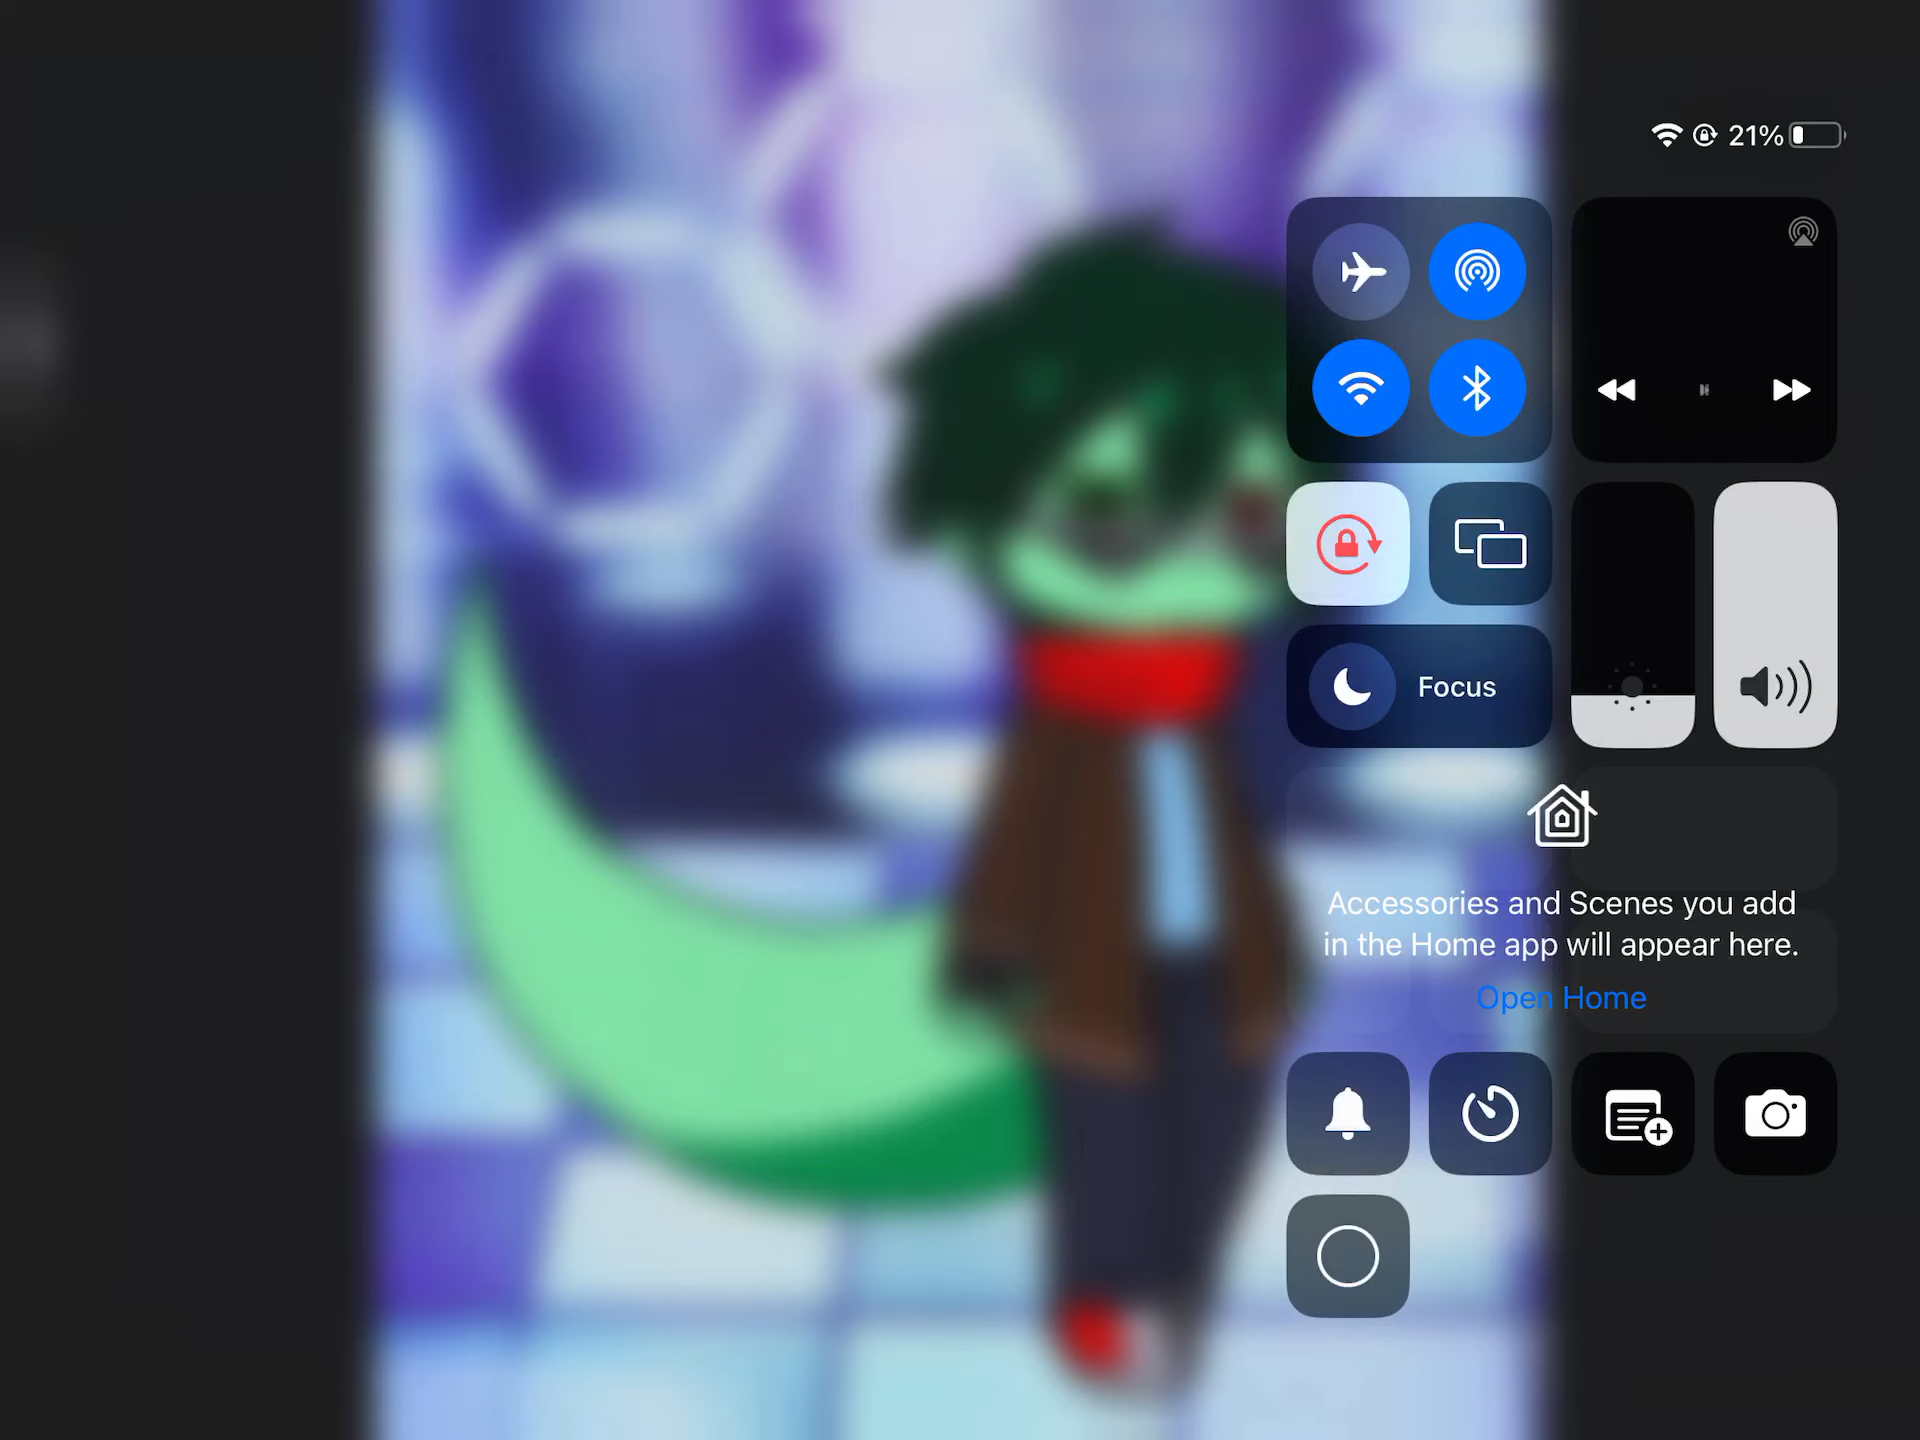 21%
Focus
Accessories and Scenes you add
in the Home app will appear here.
Open Home